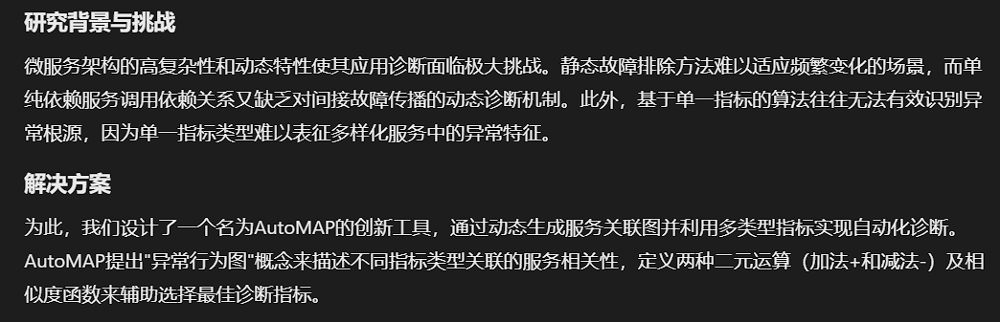 研究背景与挑战
微服务架构的高复杂性和动态特性使其应用诊断面临极大挑战。静态故障排除方法难以适应频繁变化的场景，而单
纯依赖服务调用依赖关系又缺乏对间接故障传播的动态诊断机制。此外，基于单一指标的算法往往无法有效识别异
常根源，因为单一指标类型难以表征多样化服务中的异常特征。
解决方案
为此，我们设计了一个名为AutoMAP的创新工具，通过动态生成服务关联图并利用多类型指标实现自动化诊断。
AutoMAP提出"异常行为图"概念来描述不同指标类型关联的服务相关性，定义两种二元运算（加法+和减法-）及相
似度函数来辅助选择最佳诊断指标。